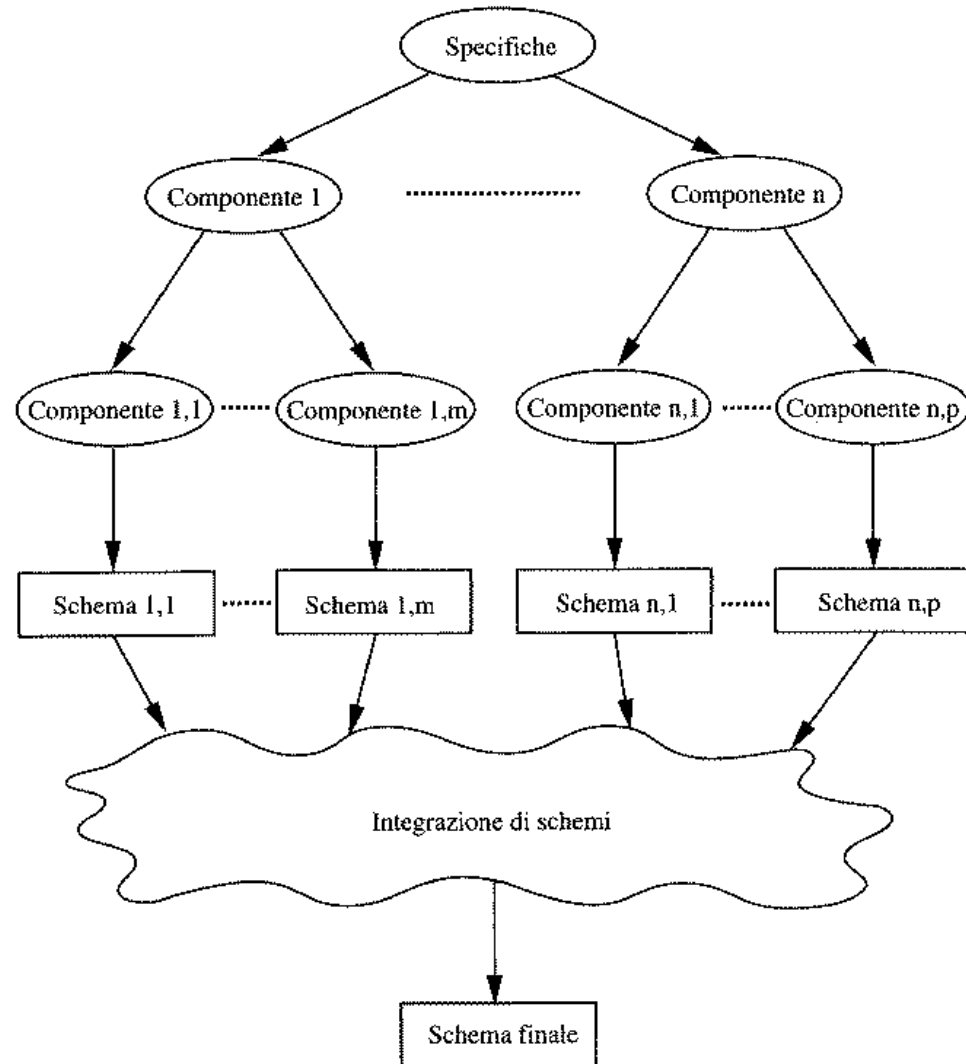 Specifiche
Componente 1
Componente n
Componente 1,1
Componente 1,m
Componente n,1
Componente n,p
Schema 1,1
Schema 1,m
Schema n,1
Schema n,p
Integrazione di schemi
Schema finale